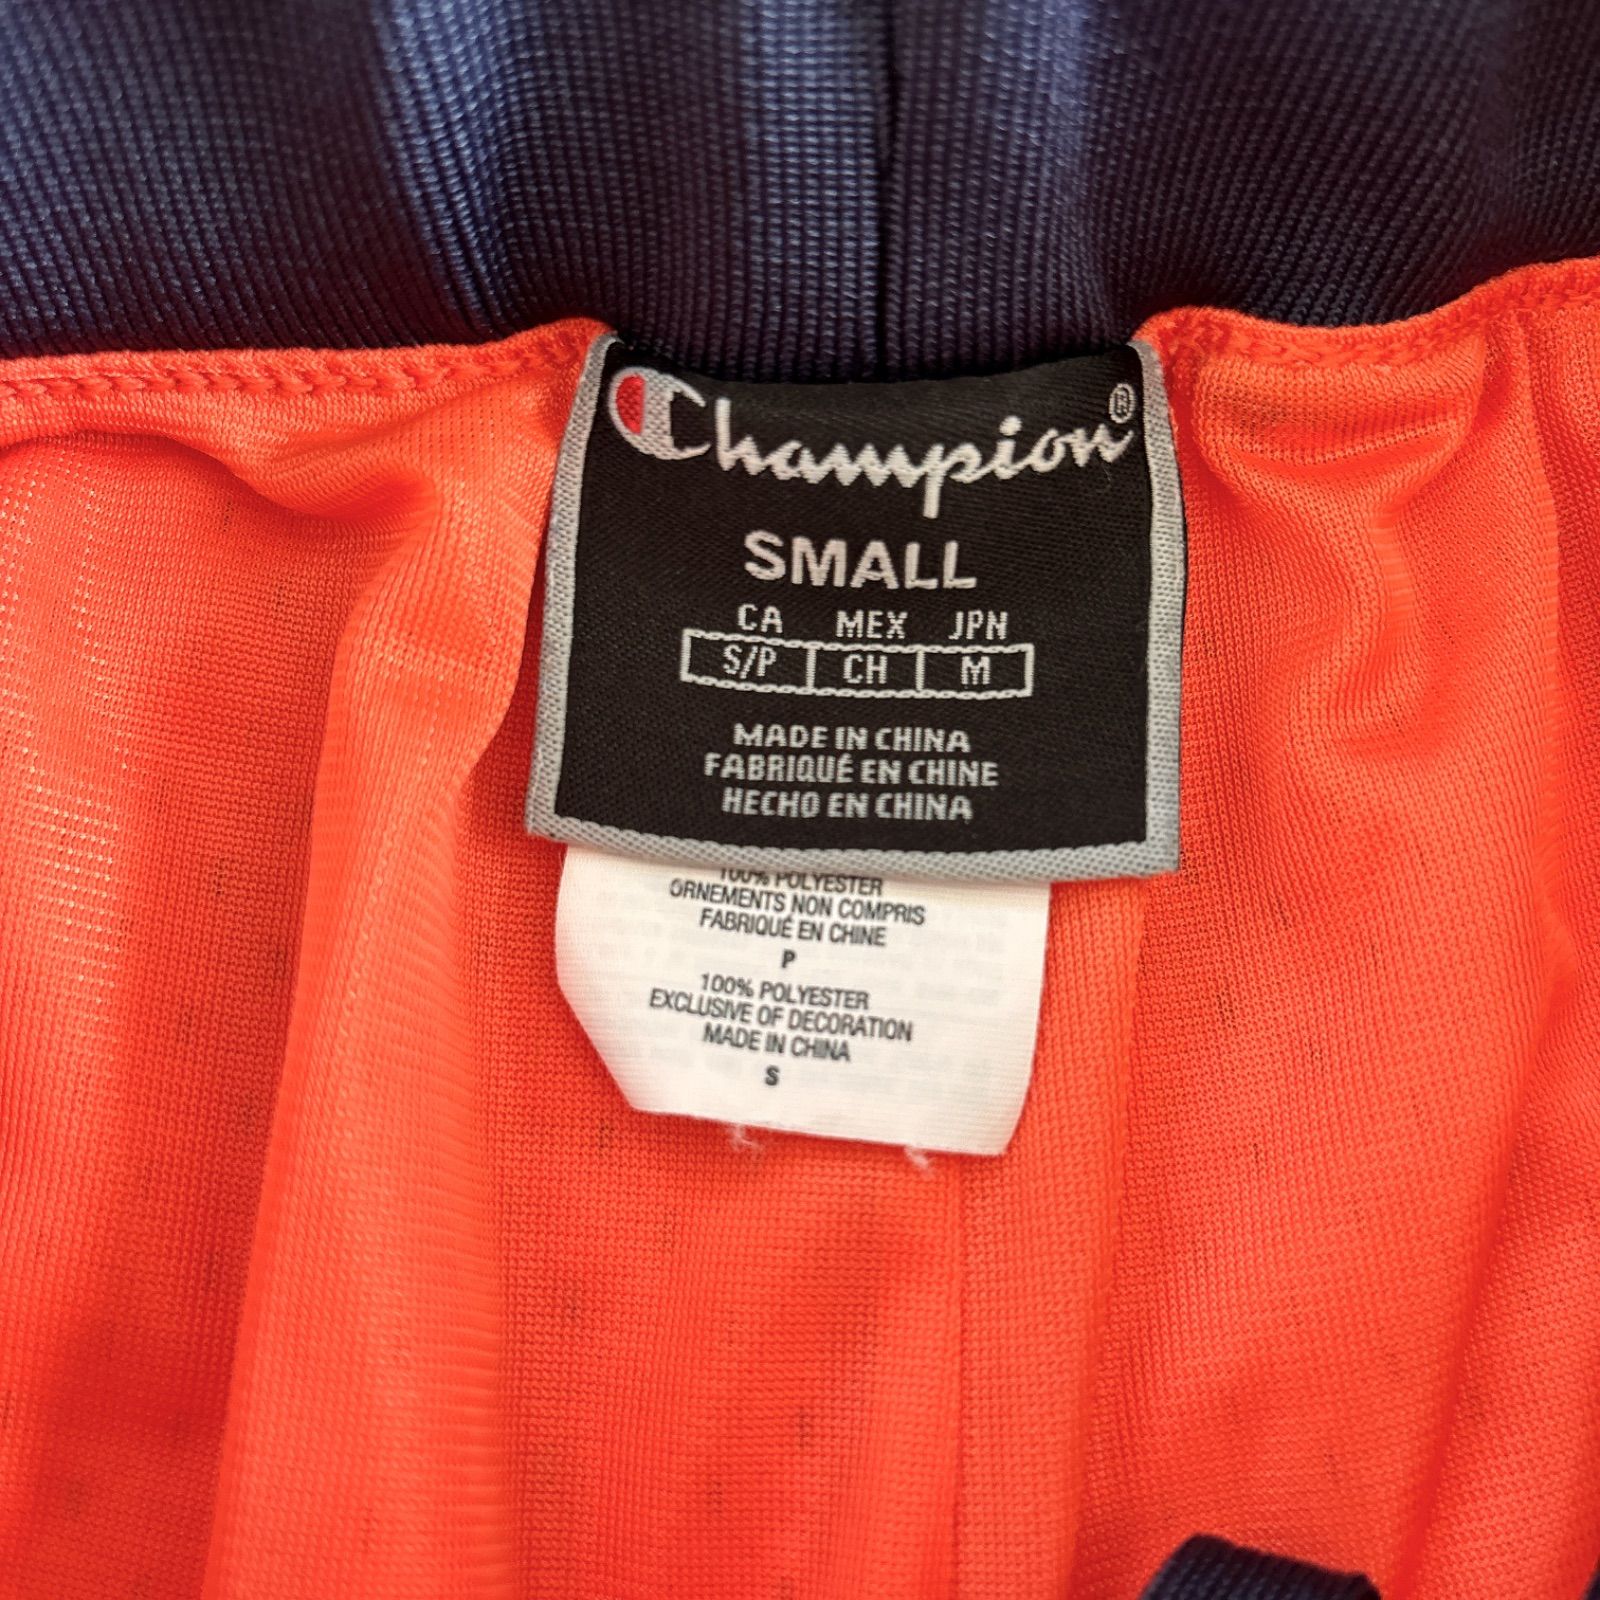 Champion®
SMALL
CA MEX JPN
S/P CH M
MADE IN CHINA
FABRIQUÉ EN CHINE
HECHO EN CHINA
100% POLYESTER
ORNEMENTS NON COMPRIS
FABRIQUÉ EN CHINE
P
100% POLYESTER
EXCLUSIVE OF DECORATION
MADE IN CHINA
S